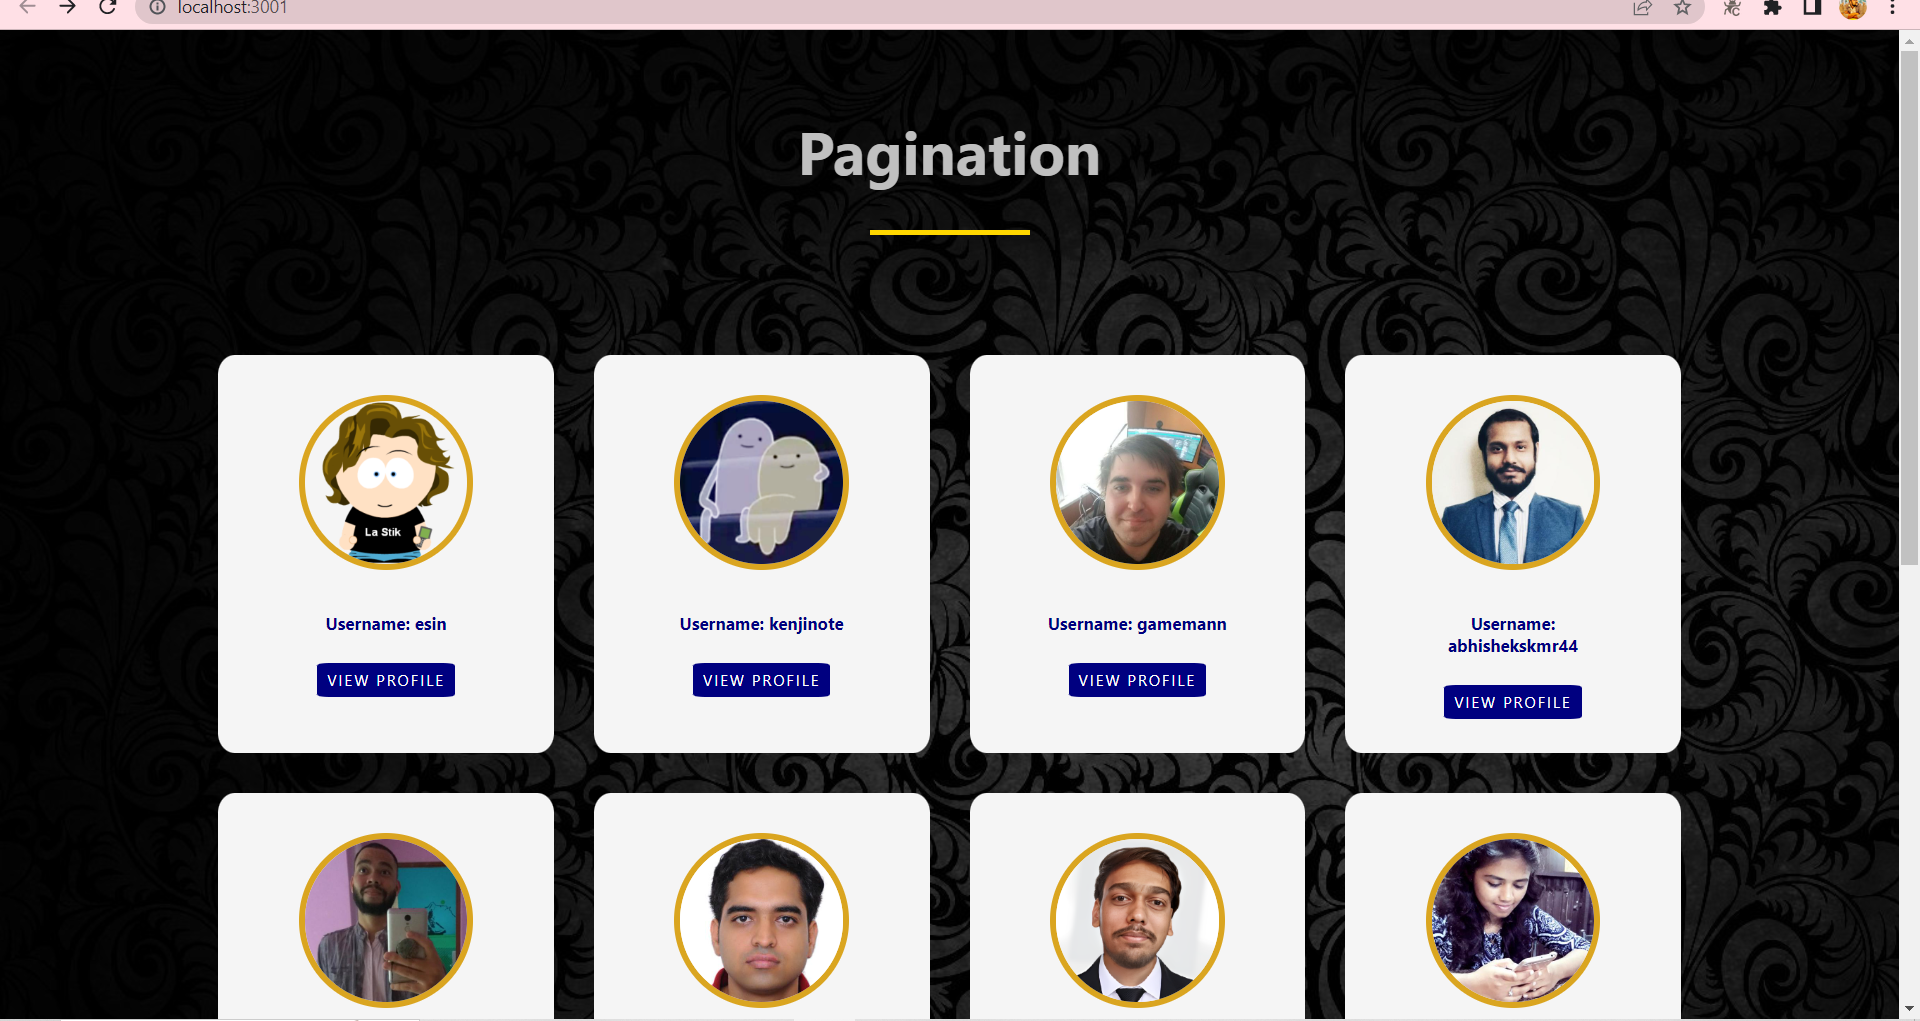 localhost:3001
Pagination
La Stik
Username: esin
VIEW PROFILE
Username: kenjinote
VIEW PROFILE
Username: gamemann
VIEW PROFILE
Username:
abhishekskmr44
VIEW PROFILE